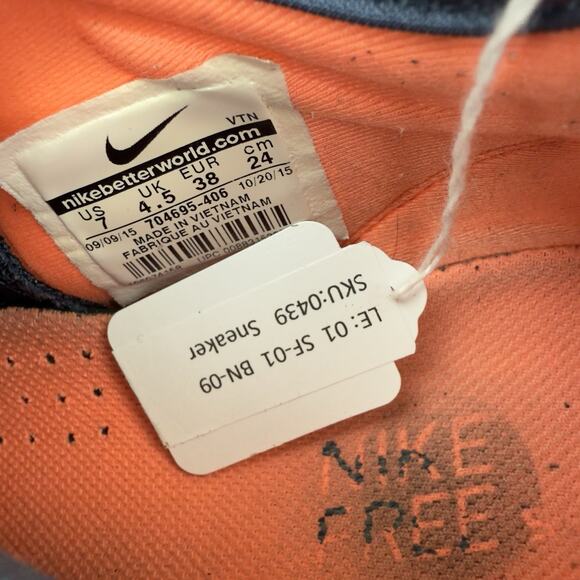 VTN
nikebetterworld.com
US UK EUR cm
7 4.5 38 24
09/09/15 704695-406 10/20/15
MADE IN VIETNAM
FABRIQUE AU VIETNAM
LE: 01 SF-01 BN-09
SKU:0439 Sneaker
NIKE
FREE